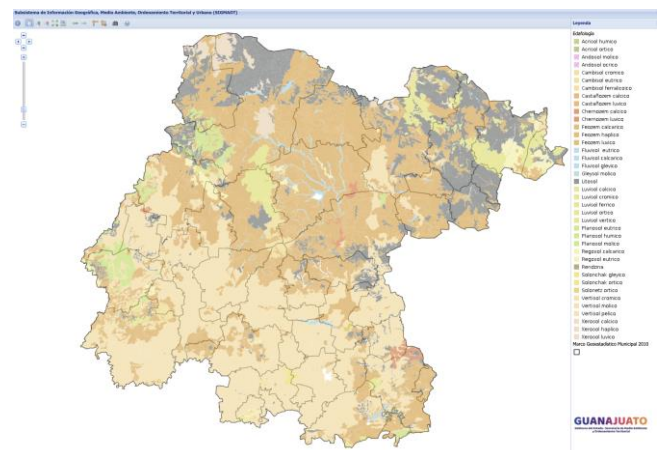 Subsistema de Información Geográfica, Medio Ambiente, Ordenamiento Territorial y Urbano (SIGMAOT)
Leyenda
Edafología
Acrisol humico
Acrisol ortico
Andosol molico
Andosol ocrico
Cambisol cromico
Cambisol eutrico
Cambisol ferralico
Castañozem calcico
Castañozem luvico
Chernozem calcico
Chernozem luvico
Feozem calcarico
Feozem haplico
Feozem luvico
Fluvisol eutrico
Fluvisol calcarico
Fluvisol gleyico
Gleysol molico
Litosol
Luvisol calcico
Luvisol cromico
Luvisol ferrico
Luvisol ortico
Luvisol vertico
Planosol eutrico
Planosol humico
Planosol molico
Regosol calcarico
Regosol eutrico
Rendzina
Solonchak gleyico
Solonchak ortico
Solonetz ortico
Vertisol cromico
Vertisol molico
Vertisol pelico
Xerosol calcico
Xerosol haplico
Xerosol luvico
Marco Geoestadístico Municipal 2010
GUANAJUATO